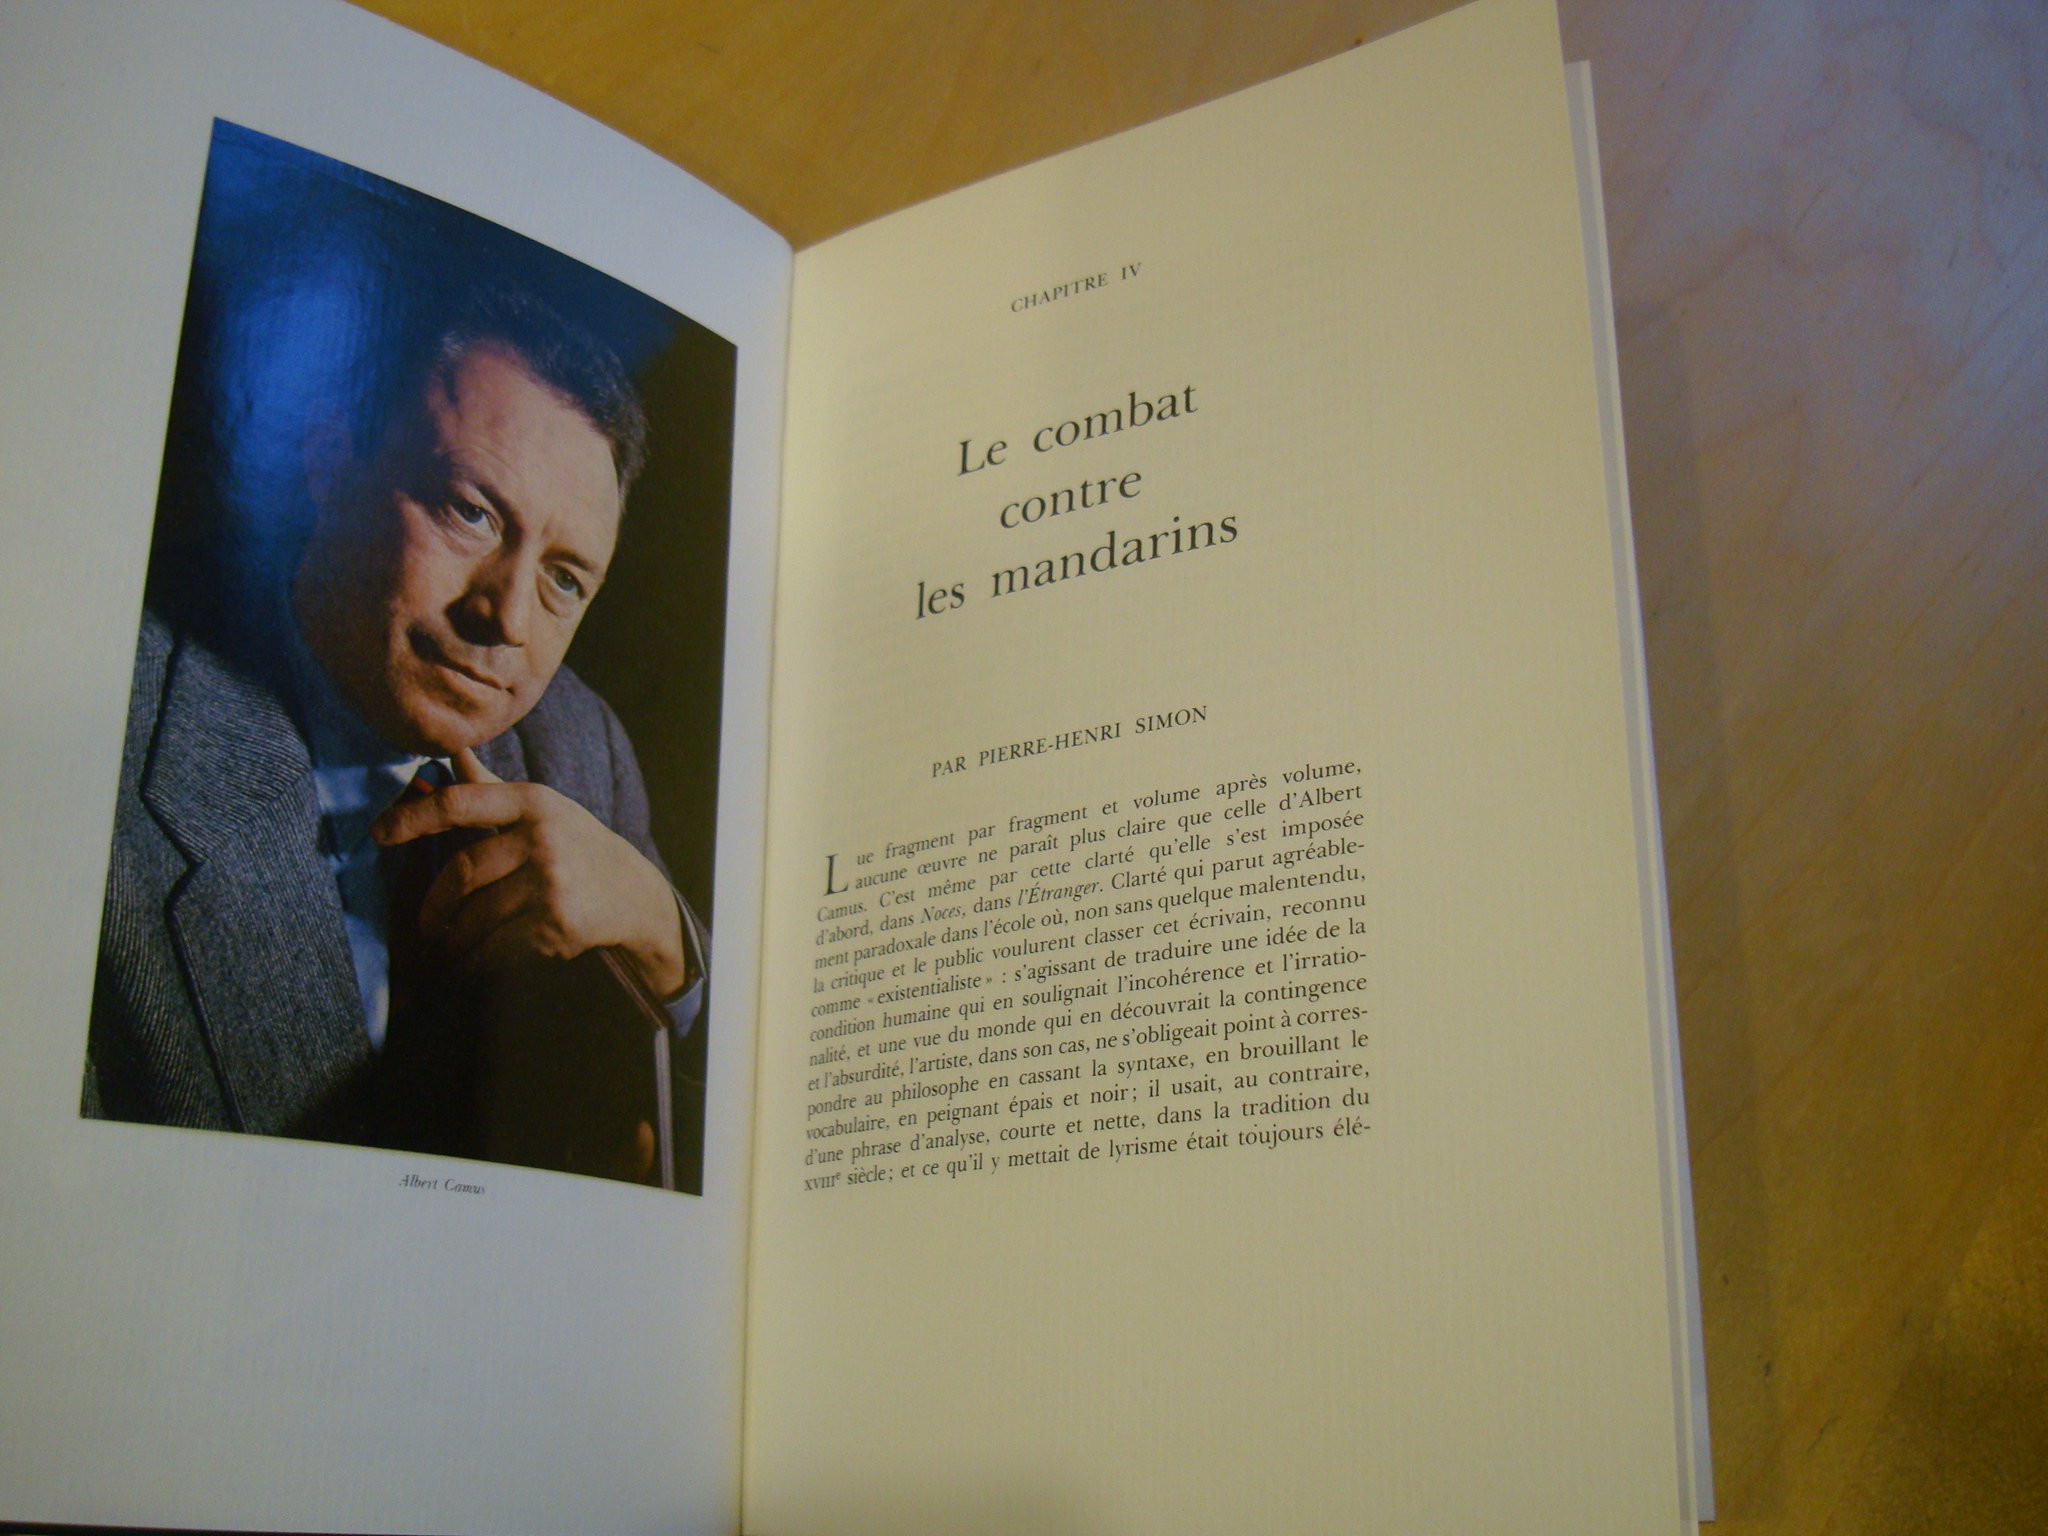 Albert Camus
CHAPITRE IV
Le combat
contre
les mandarins
PAR PIERRE-HENRI SIMON
Lue fragment par fragment et volume après volume,
aucune œuvre ne paraît plus claire que celle d'Albert
Camus. C'est même par cette clarté qu'elle s'est imposée
d'abord, dans Noces, dans l'Étranger. Clarté qui parut agréable-
ment paradoxale dans l'école où, non sans quelque malentendu,
la critique et le public voulurent classer cet écrivain, reconnu
comme « existentialiste » : s'agissant de traduire une idée de la
condition humaine qui en soulignait l'incohérence et l'irratio-
nalité, et une vue du monde qui en découvrait la contingence
et l'absurdité, l'artiste, dans son cas, ne s'obligeait point à corres-
pondre au philosophe en cassant la syntaxe, en brouillant le
vocabulaire, en peignant épais et noir ; il usait, au contraire,
d'une phrase d'analyse, courte et nette, dans la tradition du
XVIIIe siècle ; et ce qu'il y mettait de lyrisme était toujours élé-